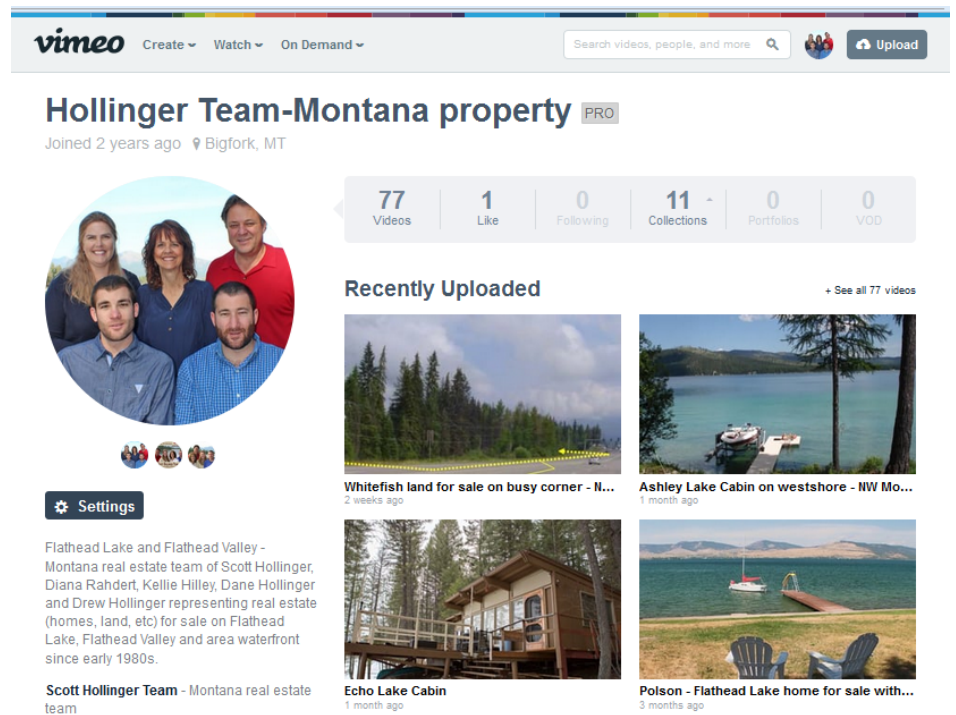 vimeo Create Watch On Demand Search videos, people, and more Upload
Hollinger Team-Montana property PRO
Joined 2 years ago Bigfork, MT
77 1 0 11 0 0
Videos Like Following Collections Portfolios VOD
Recently Uploaded + See all 77 videos
Whitefish land for sale on busy corner - N...
2 weeks ago
Ashley Lake Cabin on westshore - NW Mo...
1 month ago
Echo Lake Cabin
1 month ago
Polson - Flathead Lake home for sale with...
3 months ago
Settings
Flathead Lake and Flathead Valley -
Montana real estate team of Scott Hollinger,
Diana Rahdert, Kellie Hilley, Dane Hollinger
and Drew Hollinger representing real estate
(homes, land, etc) for sale on Flathead
Lake, Flathead Valley and area waterfront
since early 1980s.
Scott Hollinger Team - Montana real estate
team